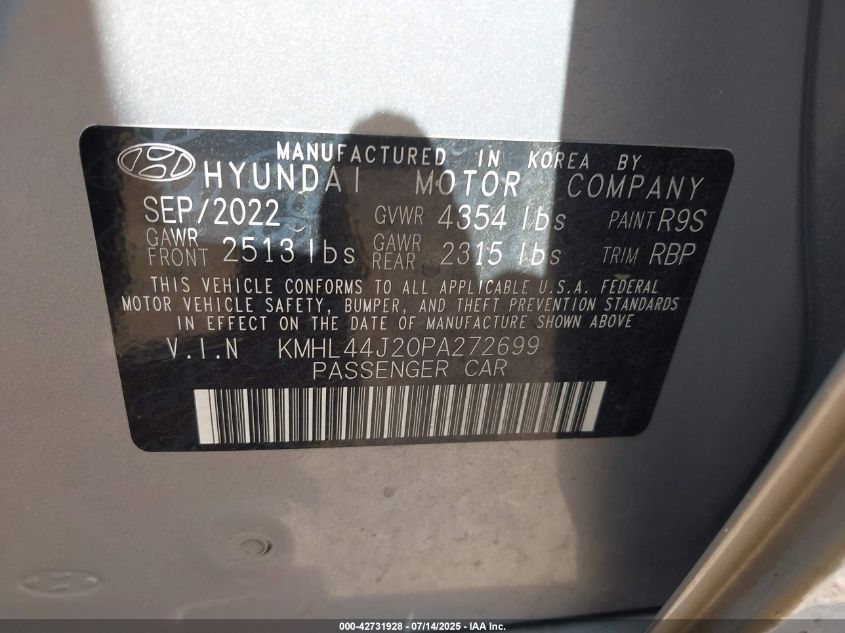 MANUFACTURED IN KOREA BY
HYUNDAI MOTOR COMPANY
SEP/2022 GVWR 4354 lbs PAINT R9S
GAWR FRONT 2513 lbs GAWR REAR 2315 lbs TRIM RBP
THIS VEHICLE CONFORMS TO ALL APPLICABLE U.S.A. FEDERAL
MOTOR VEHICLE SAFETY, BUMPER, AND THEFT PREVENTION STANDARDS
IN EFFECT ON THE DATE OF MANUFACTURE SHOWN ABOVE
V.I.N KMHL44J20PA272699
PASSENGER CAR
000-42731928 - 07/14/2025 - IAA Inc.